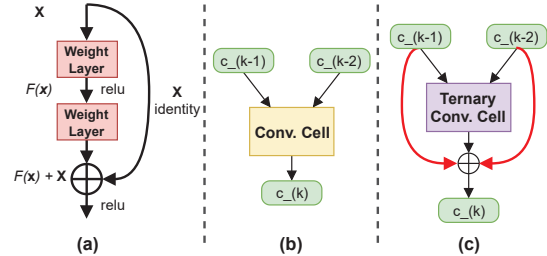 X
Weight
Layer
F(x)
relu
Weight
Layer
X
identity
F(x) + X
relu
(a)
c_(k-1)
c_(k-2)
Conv. Cell
c_(k)
(b)
c_(k-1)
c_(k-2)
Ternary
Conv. Cell
c_(k)
(c)